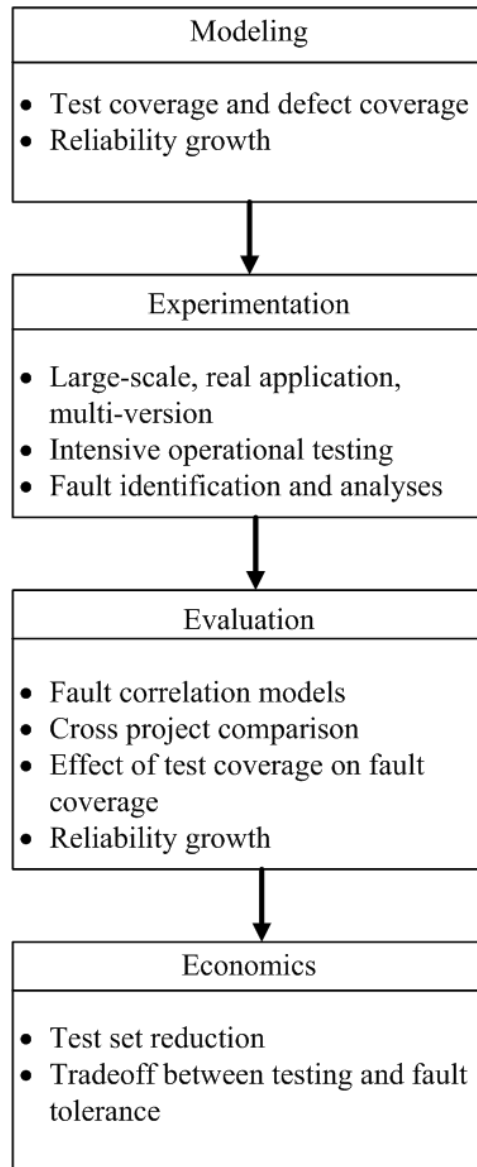 Modeling
• Test coverage and defect coverage
• Reliability growth
Experimentation
• Large-scale, real application,
multi-version
• Intensive operational testing
• Fault identification and analyses
Evaluation
• Fault correlation models
• Cross project comparison
• Effect of test coverage on fault
coverage
• Reliability growth
Economics
• Test set reduction
• Tradeoff between testing and fault
tolerance